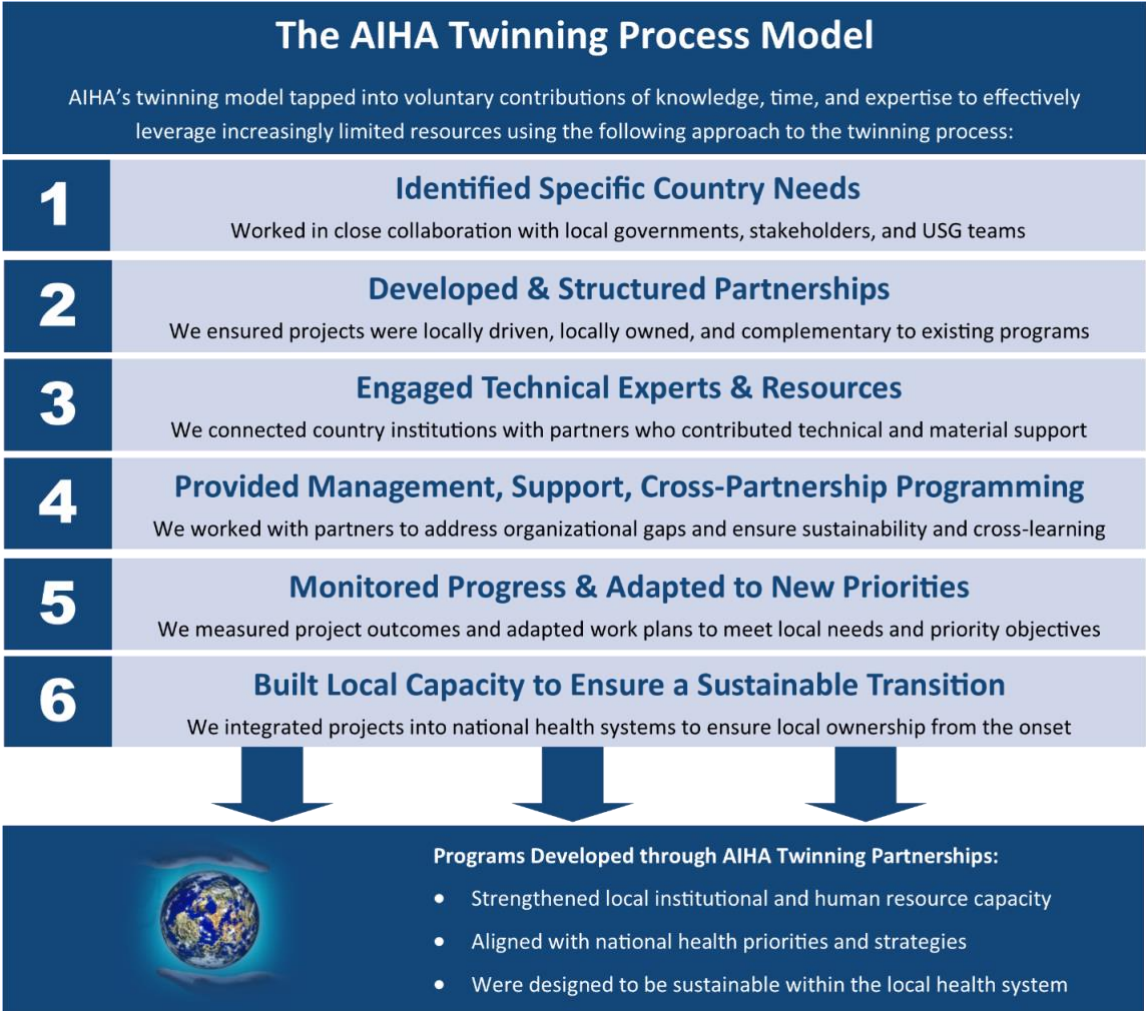 The AIHA Twinning Process Model
AIHA's twinning model tapped into voluntary contributions of knowledge, time, and expertise to effectively
leverage increasingly limited resources using the following approach to the twinning process:
1
Identified Specific Country Needs
Worked in close collaboration with local governments, stakeholders, and USG teams
2
Developed & Structured Partnerships
We ensured projects were locally driven, locally owned, and complementary to existing programs
3
Engaged Technical Experts & Resources
We connected country institutions with partners who contributed technical and material support
4
Provided Management, Support, Cross-Partnership Programming
We worked with partners to address organizational gaps and ensure sustainability and cross-learning
5
Monitored Progress & Adapted to New Priorities
We measured project outcomes and adapted work plans to meet local needs and priority objectives
6
Built Local Capacity to Ensure a Sustainable Transition
We integrated projects into national health systems to ensure local ownership from the onset
Programs Developed through AIHA Twinning Partnerships:
• Strengthened local institutional and human resource capacity
• Aligned with national health priorities and strategies
• Were designed to be sustainable within the local health system